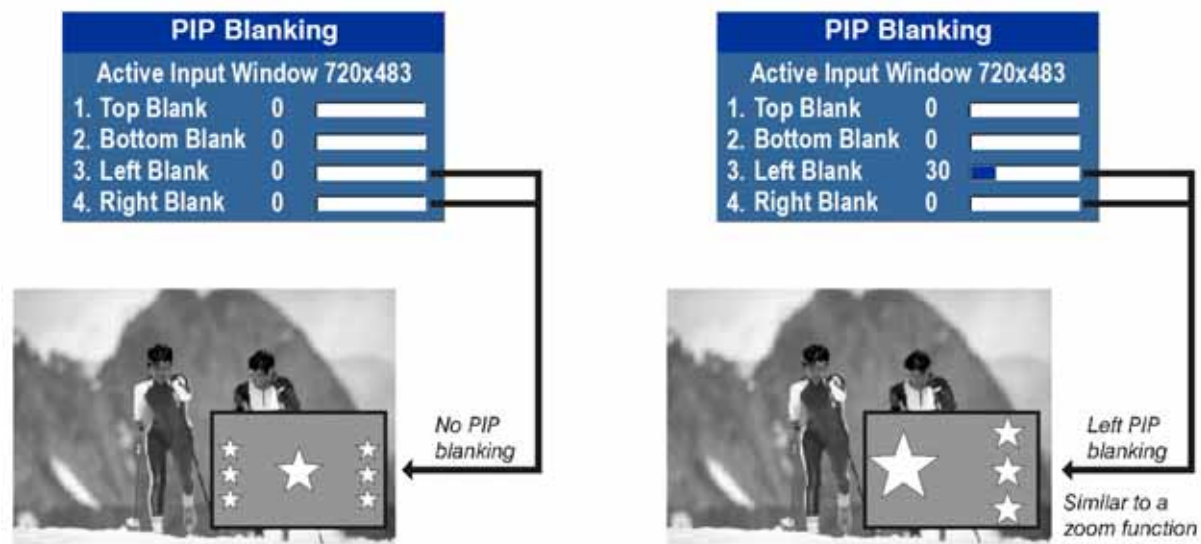 PIP Blanking
Active Input Window 720x483
1. Top Blank 0
2. Bottom Blank 0
3. Left Blank 0
4. Right Blank 0
No PIP
blanking
PIP Blanking
Active Input Window 720x483
1. Top Blank 0
2. Bottom Blank 0
3. Left Blank 30
4. Right Blank 0
Left PIP
blanking
Similar to a
zoom function